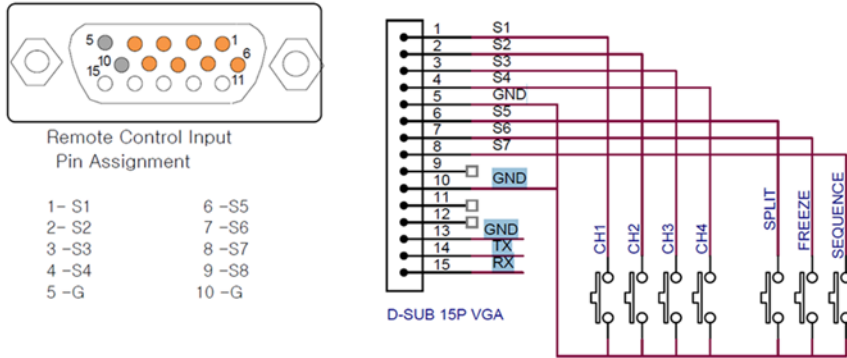 5
1
10
6
15
11
Remote Control Input
Pin Assignment
1- S1
6 -S5
2- S2
7 -S6
3 -S3
8 -S7
4 -S4
9 -S8
5 -G
10 -G
1 S1
2 S2
3 S3
4 S4
5 GND
6 S5
7 S6
8 S7
9
10 GND
11
12
13 GND
14 TX
15 RX
D-SUB 15P VGA
CH1
CH2
CH3
CH4
SPLIT
FREEZE
SEQUENCE